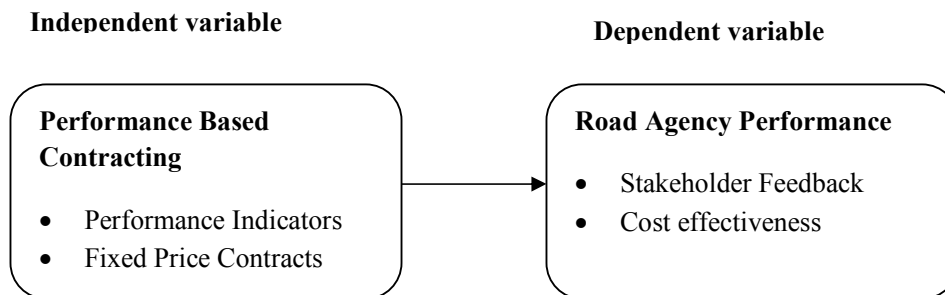 Independent variable
Dependent variable
Performance Based
Contracting
• Performance Indicators
• Fixed Price Contracts
Road Agency Performance
• Stakeholder Feedback
• Cost effectiveness